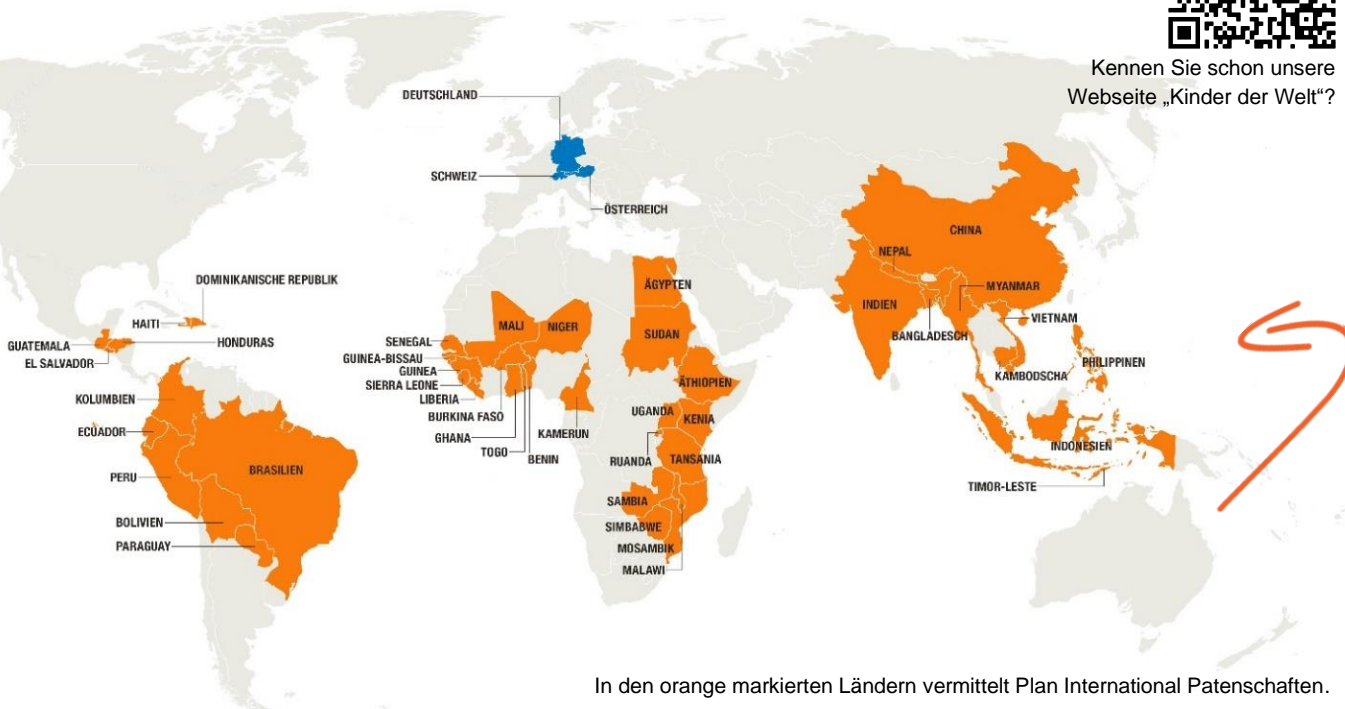 Kennen Sie schon unsere
Webseite „Kinder der Welt“?
DEUTSCHLAND
SCHWEIZ
ÖSTERREICH
CHINA
NEPAL
ÄGYPTEN
DOMINIKANISCHE REPUBLIK
MYANMAR
INDIEN
VIETNAM
HAITI
MALI
NIGER
SUDAN
BANGLADESCH
GUATEMALA
HONDURAS
SENEGAL
EL SALVADOR
GUINEA-BISSAU
PHILIPPINEN
GUINEA
KAMBODSCHA
SIERRA LEONE
ÄTHIOPIEN
KOLUMBIEN
LIBERIA
BURKINA FASO
UGANDA
KENIA
ECUADOR
GHANA
KAMERUN
INDONESIEN
TOGO
BENIN
RUANDA
TANSANIA
BRASILIEN
PERU
TIMOR-LESTE
SAMBIA
BOLIVIEN
SIMBABWE
PARAGUAY
MOSAMBIK
MALAWI
In den orange markierten Ländern vermittelt Plan International Patenschaften.